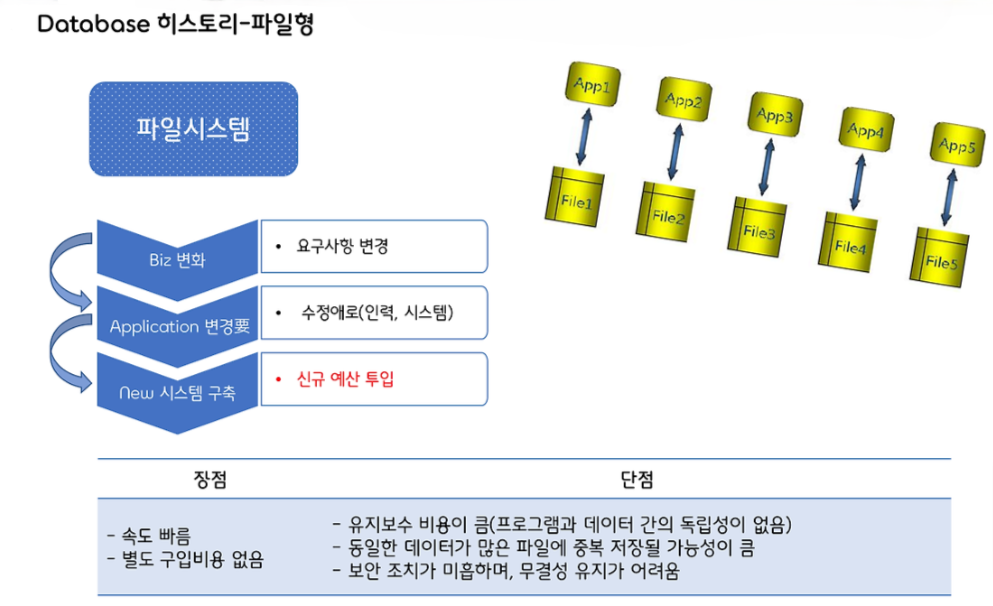 Database 히스토리-파일형
파일시스템
App1
App2
App3
App4
App5
File1
File2
File3
File4
File5
Biz 변화
• 요구사항 변경
Application 변경要
• 수정애로(인력, 시스템)
New 시스템 구축
• 신규 예산 투입
장점
단점
- 속도 빠름
- 별도 구입비용 없음
- 유지보수 비용이 큼(프로그램과 데이터 간의 독립성이 없음)
- 동일한 데이터가 많은 파일에 중복 저장될 가능성이 큼
- 보안 조치가 미흡하며, 무결성 유지가 어려움